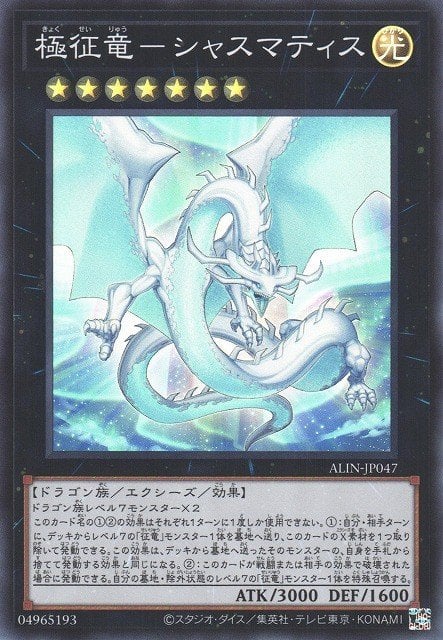 極征竜－シャスマティス
光
ALIN-JP047
【ドラゴン族／エクシーズ／効果】
ドラゴン族レベル7モンスター×2
このカード名の①②の効果はそれぞれ1ターンに1度しか使用できない。①：自分・相手ターン
に、デッキからレベル7の「征竜」モンスター1体を墓地へ送り、このカードのX素材を1つ取り
除いて発動できる。この効果は、デッキから墓地へ送ったそのモンスターの、自身を手札から
捨てて発動する効果と同じになる。②：このカードが戦闘または相手の効果で破壊された
場合に発動できる。自分の墓地・除外状態のレベル7の「征竜」モンスター1体を特殊召喚する。
ATK/3000 DEF/1600
04965193
©スタジオ・ダイス／集英社・テレビ東京・KONAMI